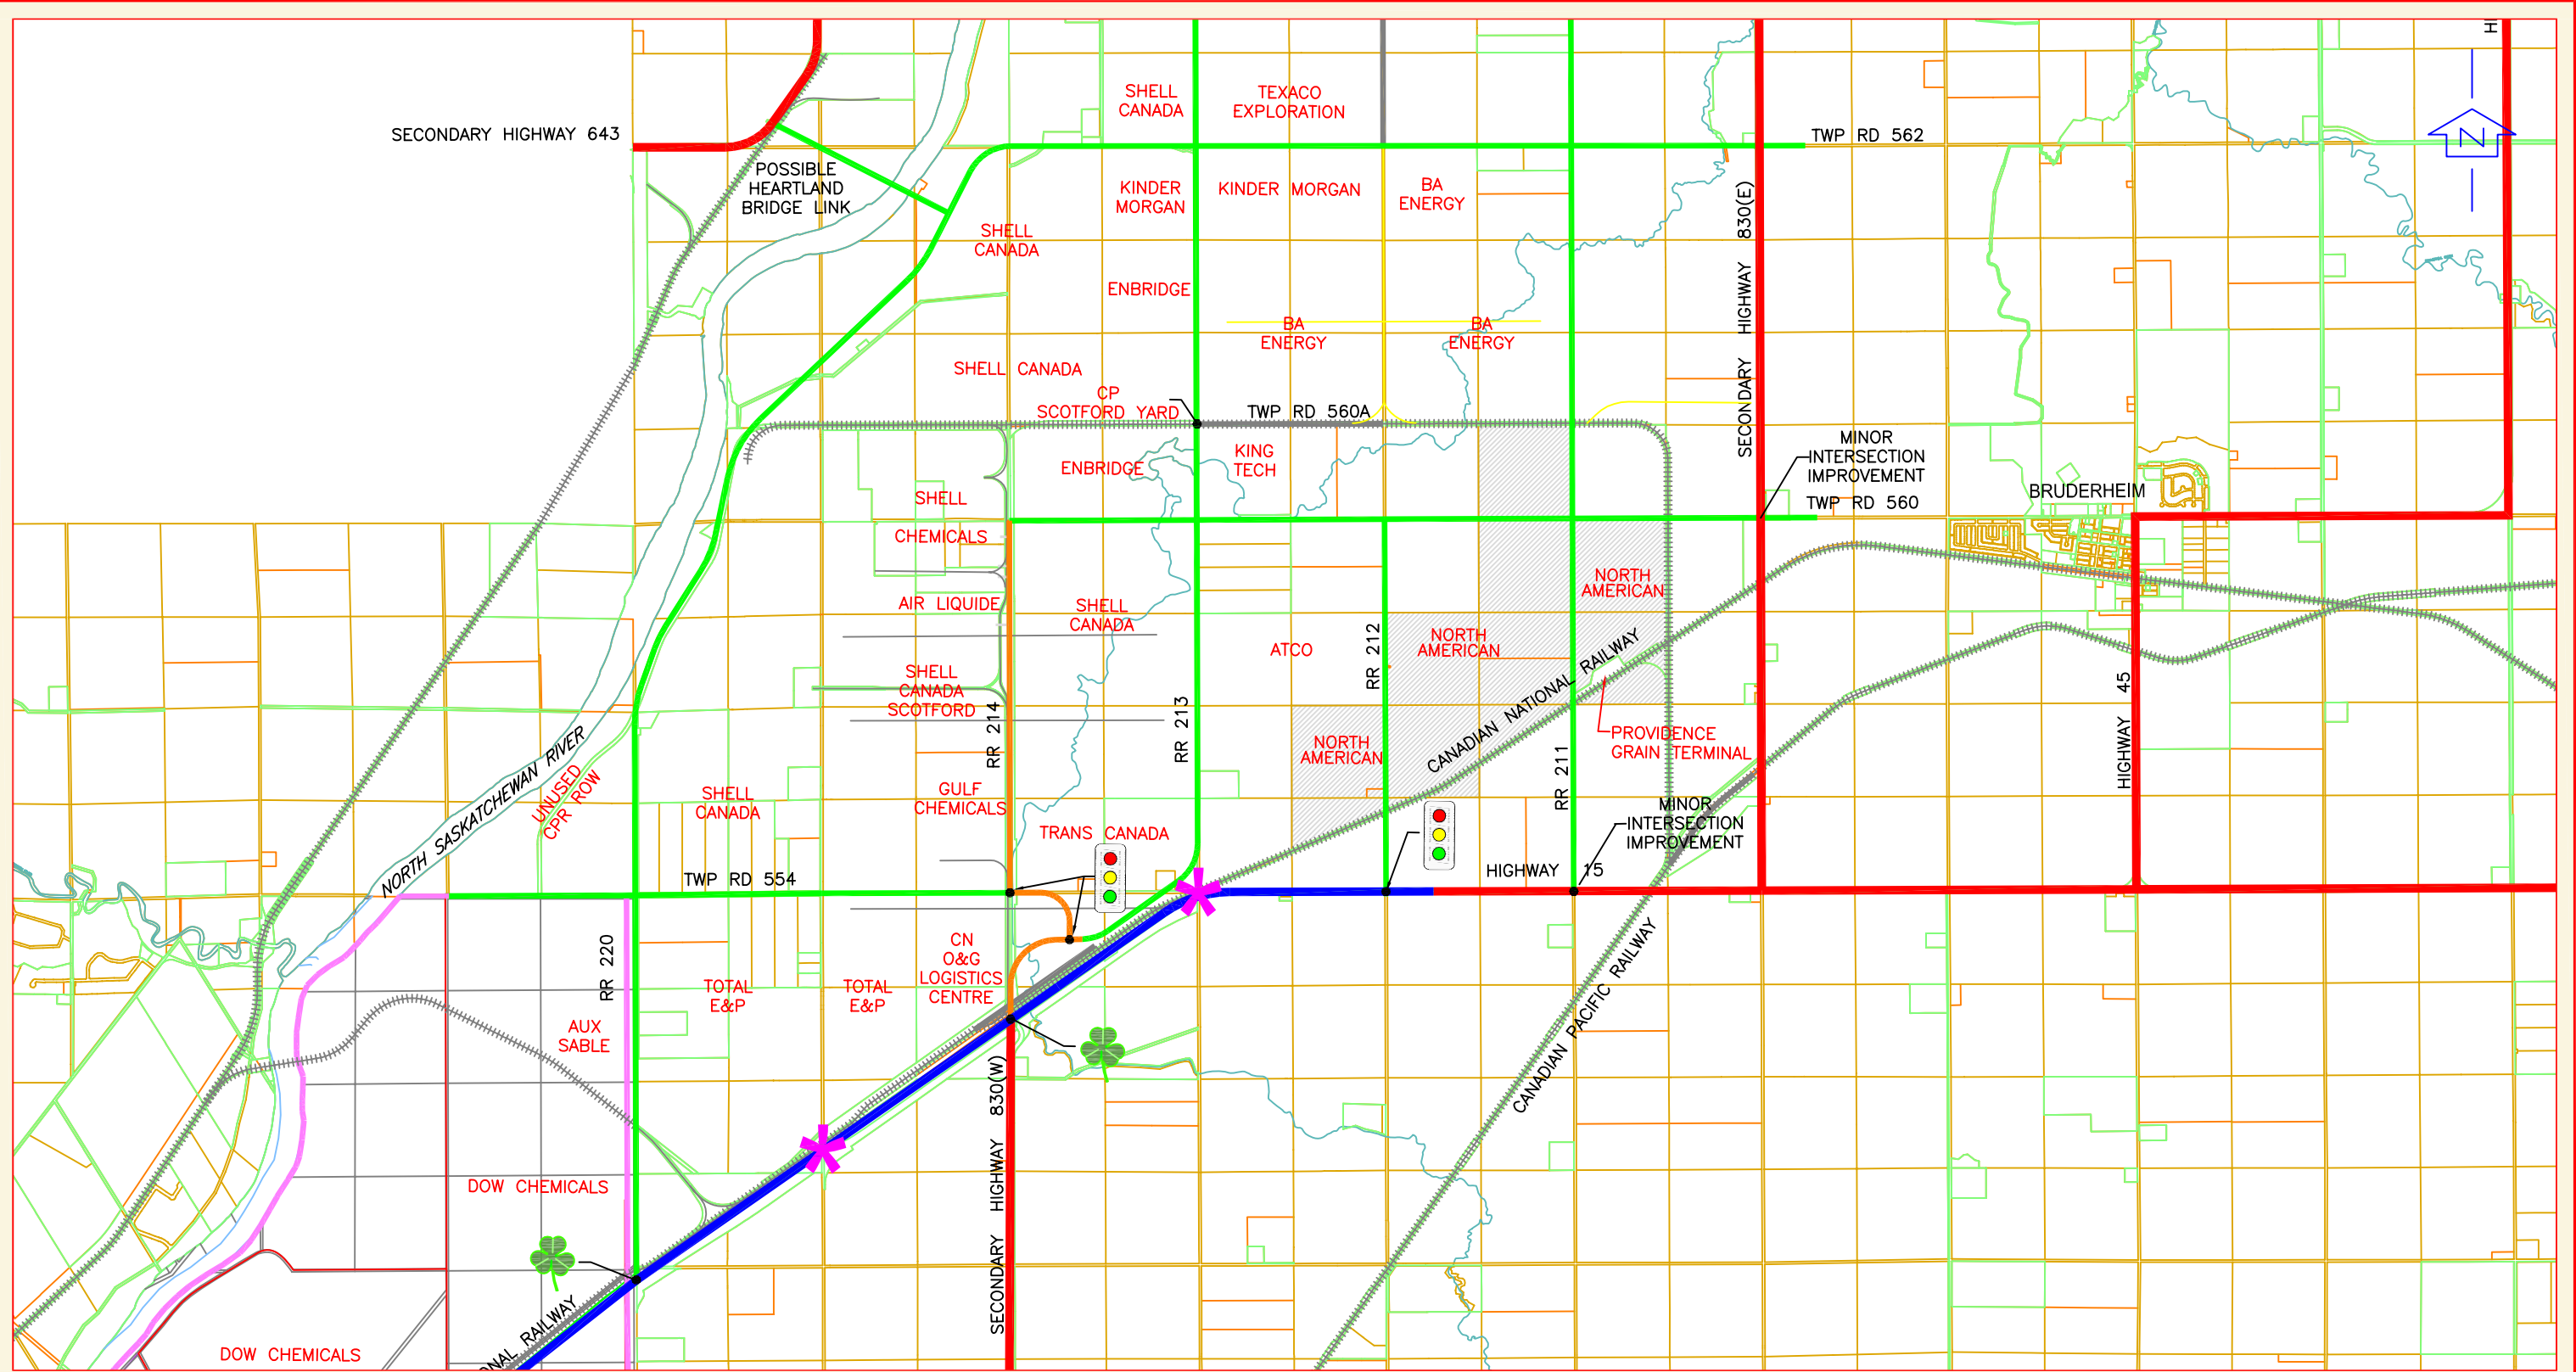 H
SHELL
CANADA
TEXACO
EXPLORATION
SECONDARY HIGHWAY 643
TWP RD 562
N
POSSIBLE
HEARTLAND
BRIDGE LINK
KINDER
MORGAN
KINDER MORGAN
BA
ENERGY
SHELL
CANADA
ENBRIDGE
BA
ENERGY
BA
ENERGY
SECONDARY HIGHWAY 830(E)
SHELL CANADA
CP
SCOTFORD YARD
TWP RD 560A
MINOR
INTERSECTION
IMPROVEMENT
TWP RD 560
BRUDERHEIM
ENBRIDGE
KING
TECH
SHELL
CHEMICALS
AIR LIQUIDE
SHELL
CANADA
NORTH
AMERICAN
ATCO
RR 212
NORTH
AMERICAN
CANADIAN NATIONAL RAILWAY
SHELL
CANADA
SCOTFORD
RR 214
RR 213
NORTH
AMERICAN
RR 211
PROVIDENCE
GRAIN TERMINAL
HIGHWAY 45
NORTH SASKATCHEWAN RIVER
UNUSED
CPR ROW
SHELL
CANADA
GULF
CHEMICALS
TRANS CANADA
MINOR
INTERSECTION
IMPROVEMENT
TWP RD 554
HIGHWAY 15
RR 220
CN
O&G
LOGISTICS
CENTRE
TOTAL
E&P
TOTAL
E&P
AUX
SABLE
CANADIAN PACIFIC RAILWAY
SECONDARY HIGHWAY 830(W)
DOW CHEMICALS
ONAL RAILWAY
DOW CHEMICALS